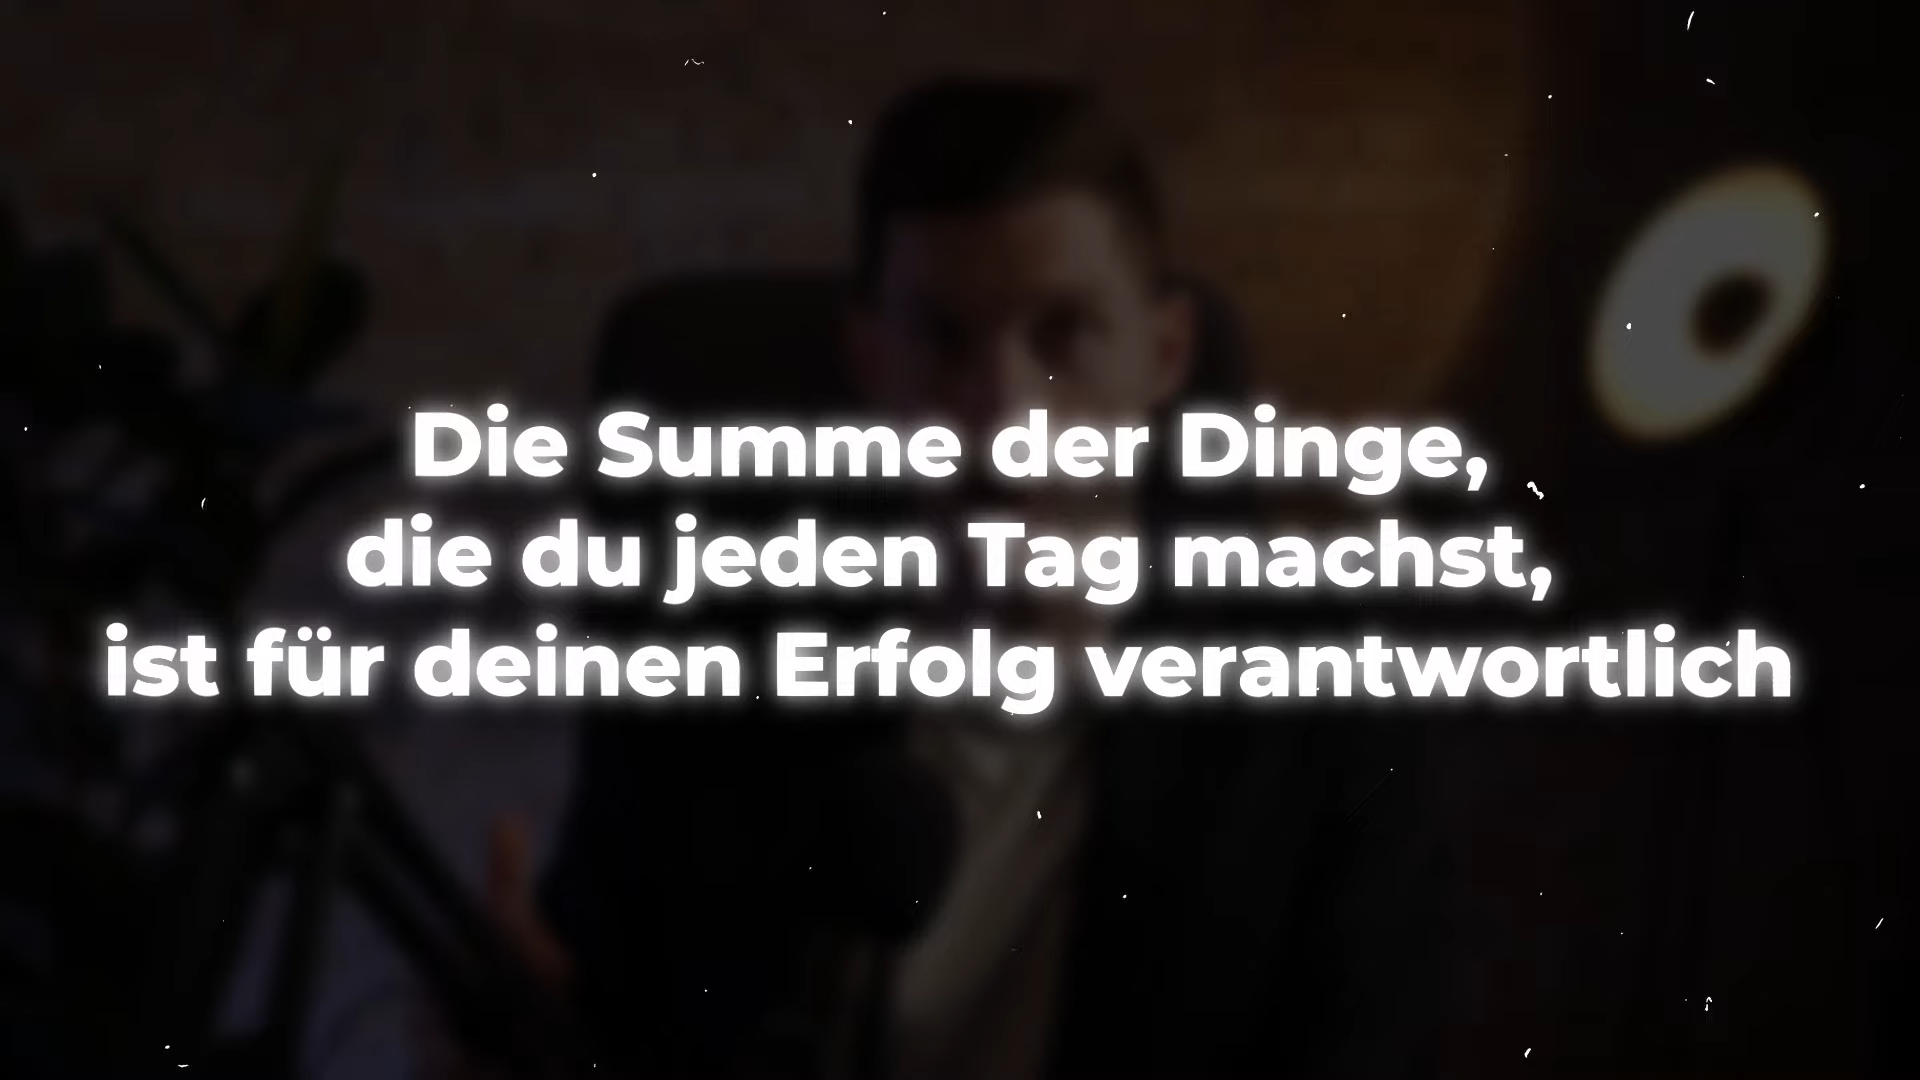 Die Summe der Dinge,
die du jeden Tag machst,
ist für deinen Erfolg verantwortlich